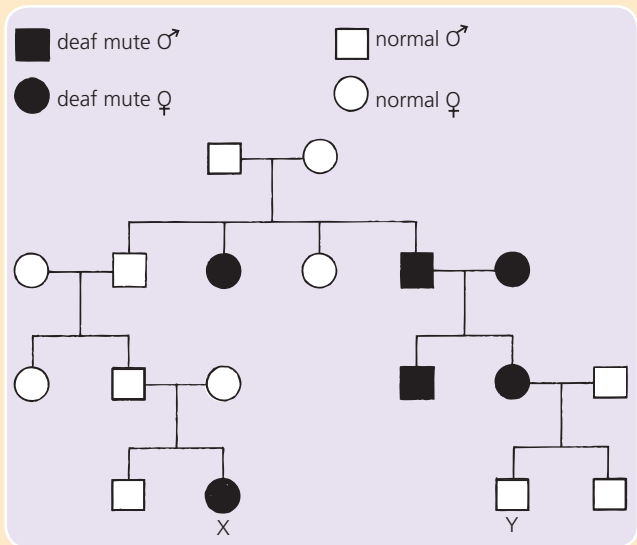 deaf mute ♂ normal ♂
deaf mute ♀ normal ♀
X Y